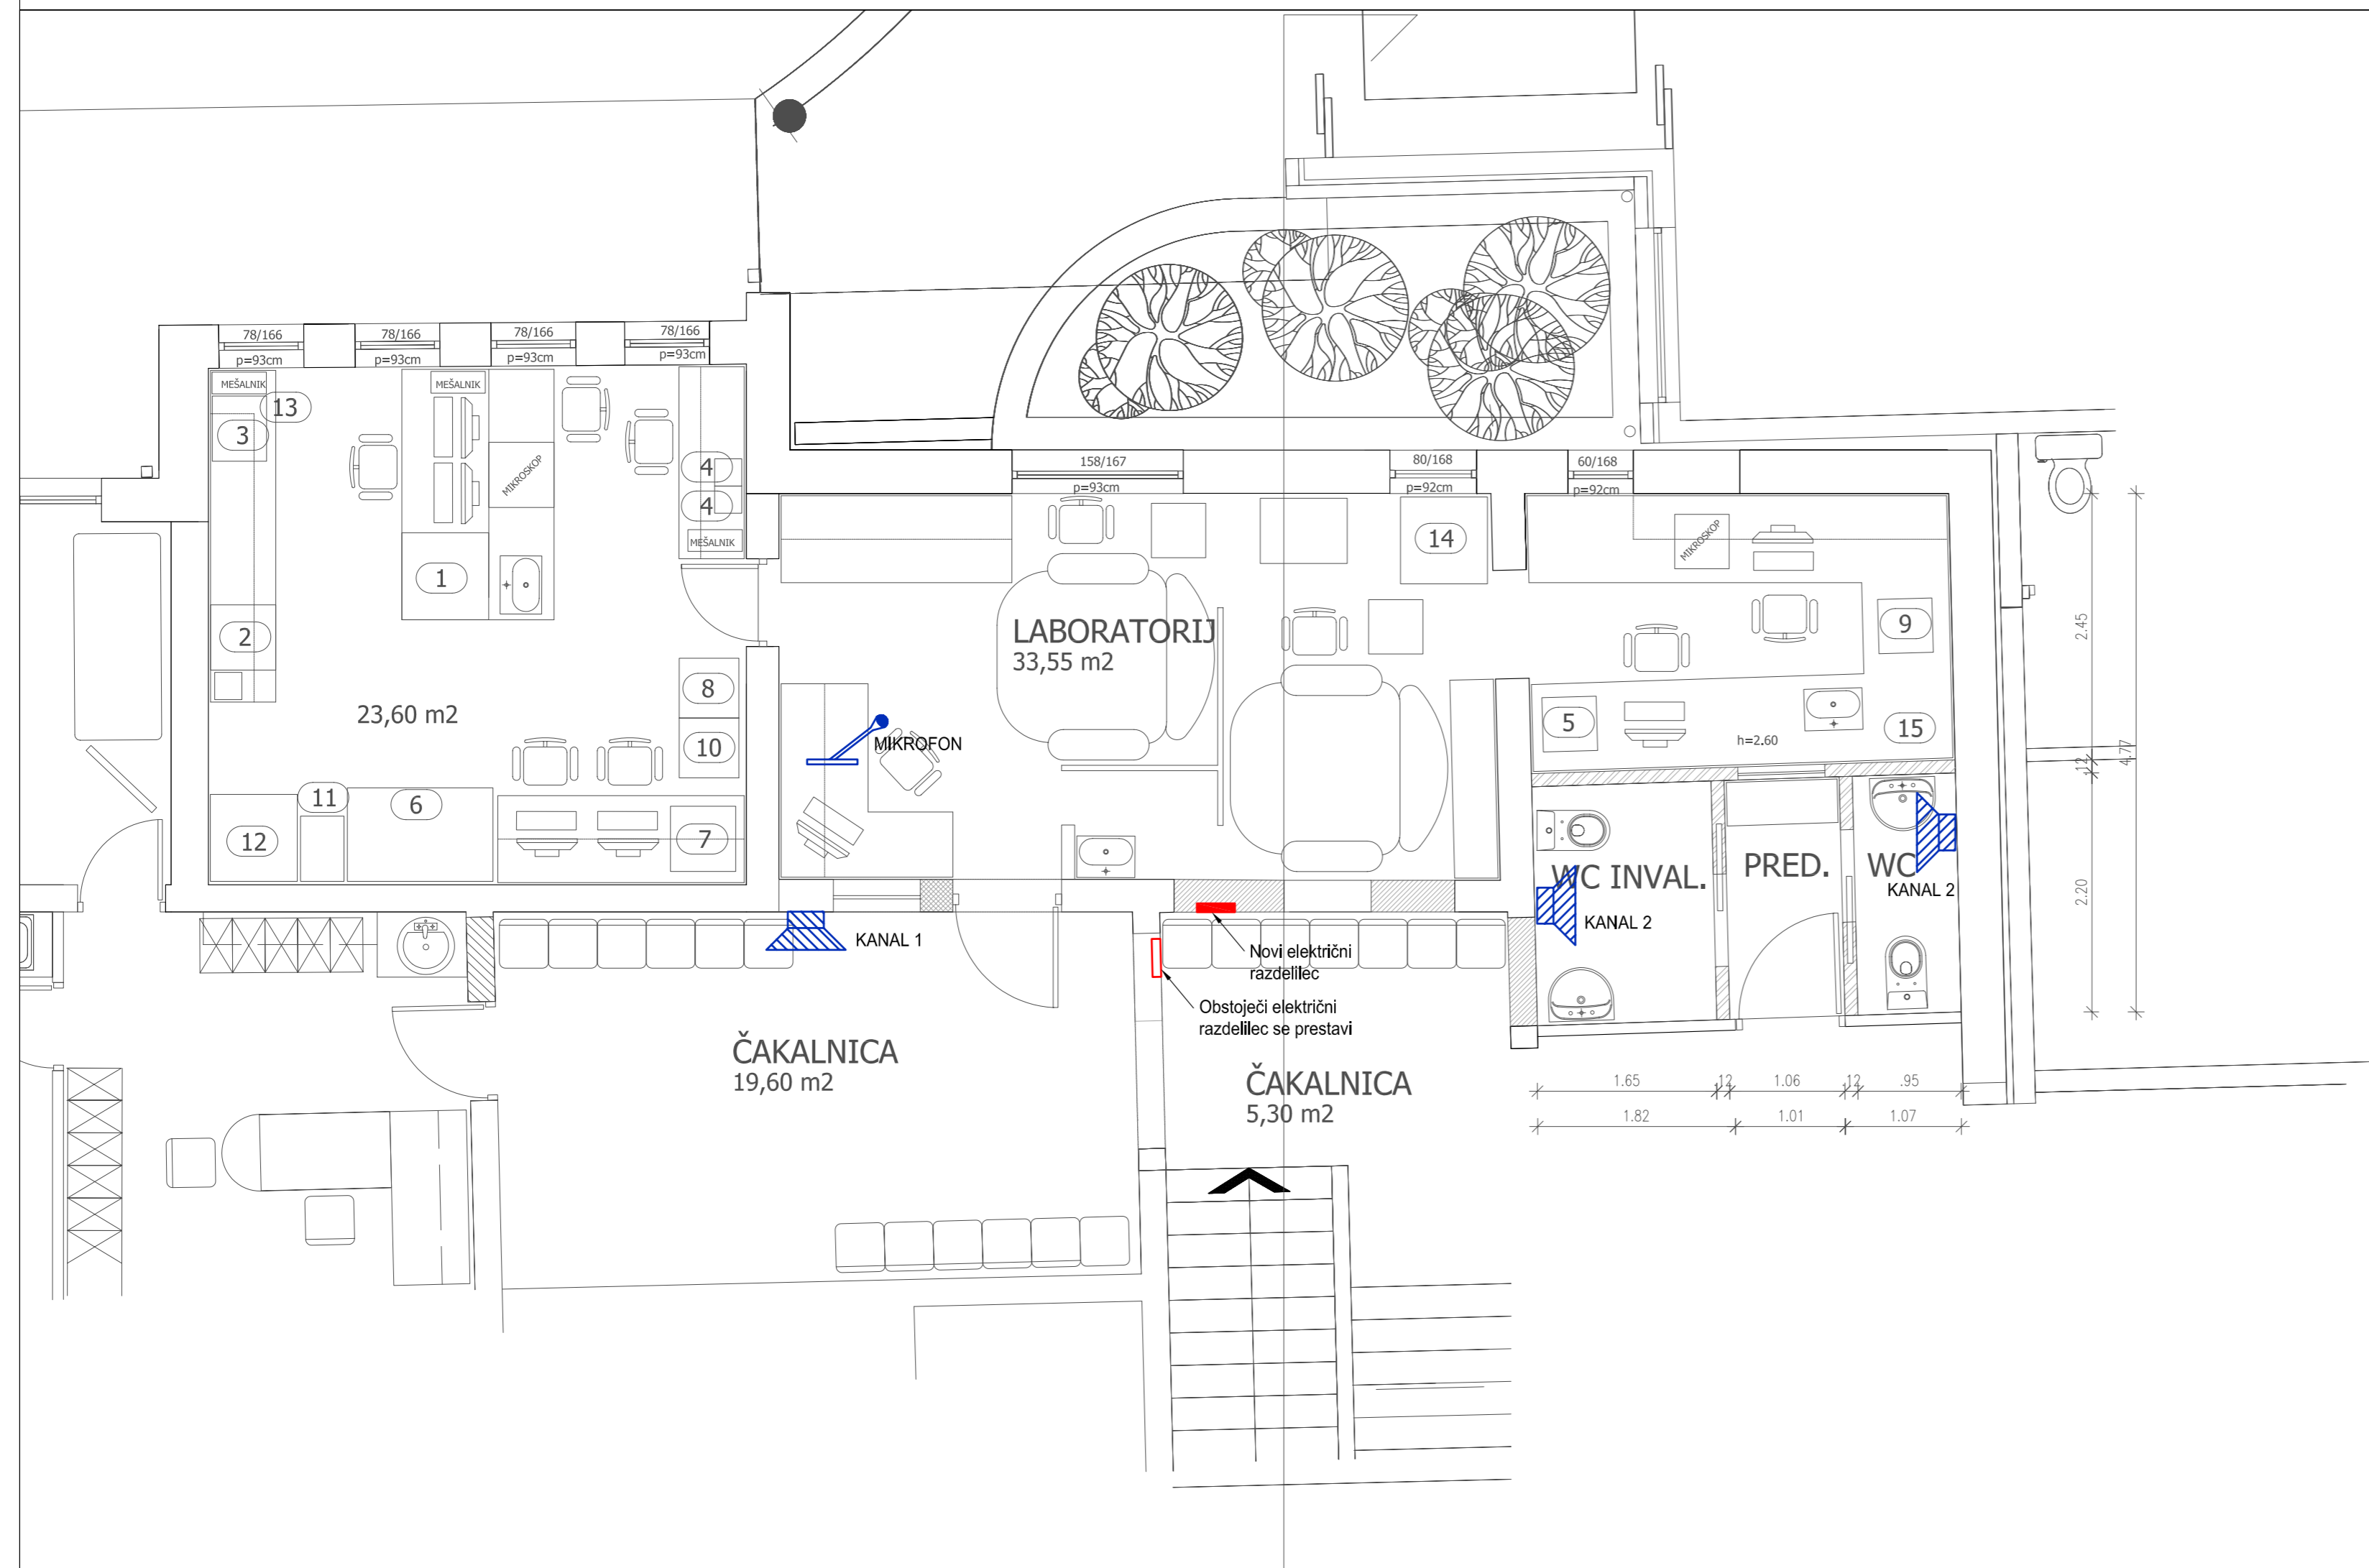 78/166
78/166
78/166
78/166
p=93cm
p=93cm
p=93cm
p=93cm
MEŠALNIK
MEŠALNIK
13
3
MIKROSKOP
4
4
MEŠALNIK
1
2
23,60 m2
8
10
11
6
12
7
158/167
p=93cm
80/168
p=92cm
60/168
p=92cm
14
LABORATORIJ
33,55 m2
MIKROFON
MIKROSKOP
9
5
15
h=2.60
WC INVAL.
PRED.
WC
KANAL 2
KANAL 2
KANAL 1
Novi električni
razdelilec
Obstoječi električni
razdelilec se prestavi
ČAKALNICA
19,60 m2
ČAKALNICA
5,30 m2
2.45
.12
4.77
2.20
1.65
.12
1.06
.12
.95
1.82
1.01
1.07